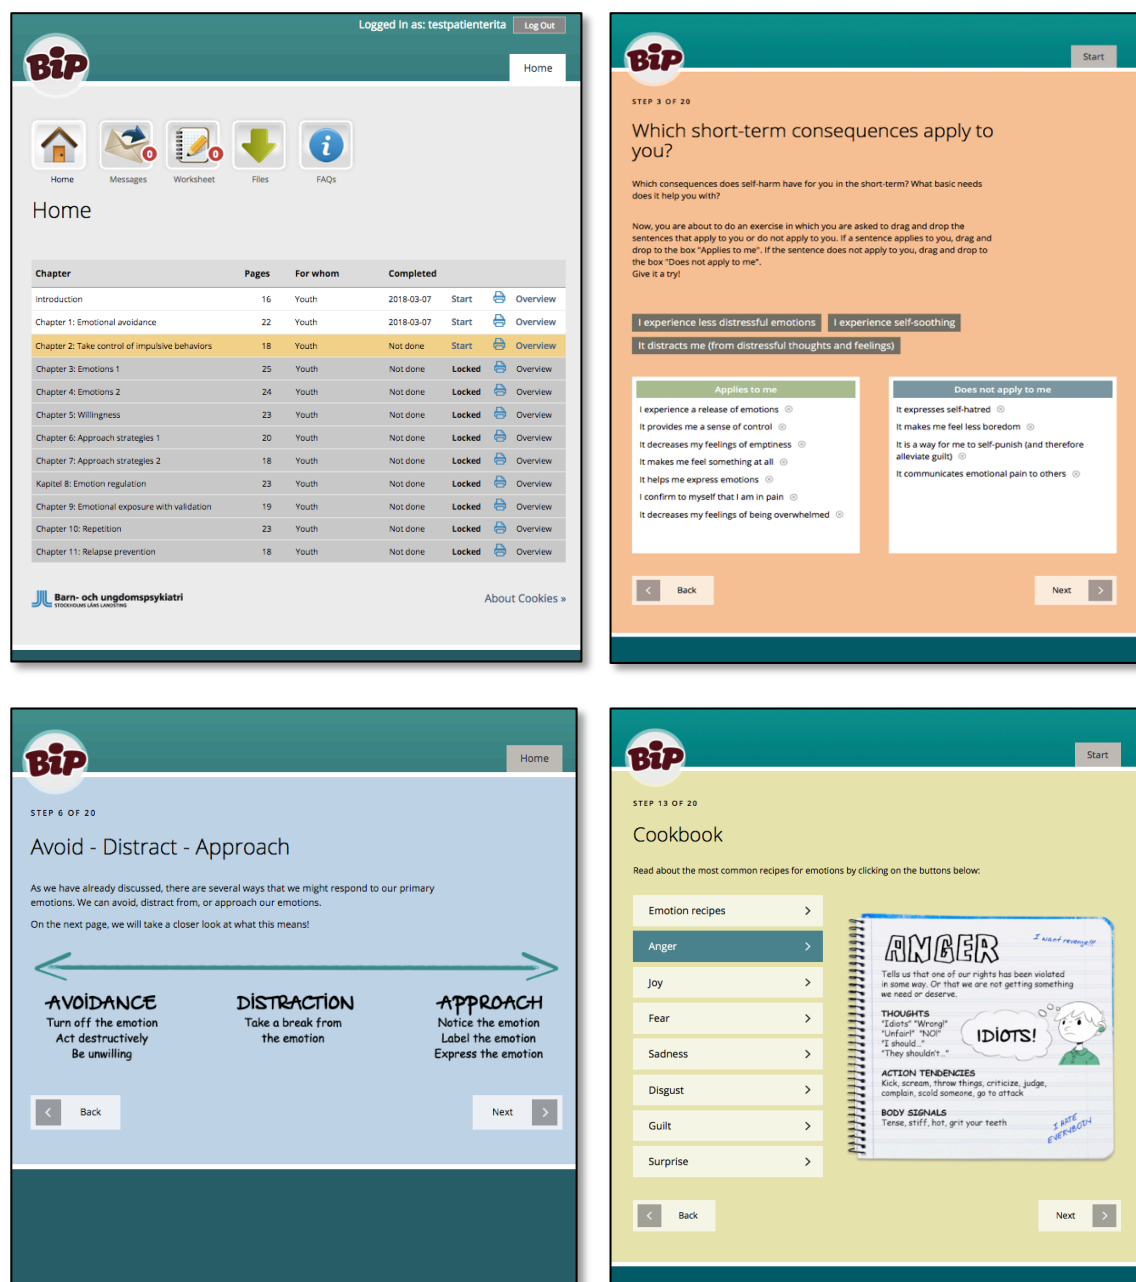 Logged in as: testpatienterita Log Out
BiP
Home
0 0
Home Messages Worksheet Files FAQs
Home
Chapter Pages For whom Completed
Introduction 16 Youth 2018-03-07 Start Overview
Chapter 1: Emotional avoidance 22 Youth 2018-03-07 Start Overview
Chapter 2: Take control of impulsive behaviors 18 Youth Not done Start Overview
Chapter 3: Emotions 1 25 Youth Not done Locked Overview
Chapter 4: Emotions 2 24 Youth Not done Locked Overview
Chapter 5: Willingness 23 Youth Not done Locked Overview
Chapter 6: Approach strategies 1 20 Youth Not done Locked Overview
Chapter 7: Approach strategies 2 18 Youth Not done Locked Overview
Kapitel 8: Emotion regulation 23 Youth Not done Locked Overview
Chapter 9: Emotional exposure with validation 19 Youth Not done Locked Overview
Chapter 10: Repetition 23 Youth Not done Locked Overview
Chapter 11: Relapse prevention 18 Youth Not done Locked Overview
Barn- och ungdomspsykiatri
STOCKHOLMS LÄNS LANDSTING
About Cookies »
BiP
Start
STEP 3 OF 20
Which short-term consequences apply to
you?
Which consequences does self-harm have for you in the short-term? What basic needs
does it help you with?
Now, you are about to do an exercise in which you are asked to drag and drop the
sentences that apply to you or do not apply to you. If a sentence applies to you, drag and
drop to the box "Applies to me". If the sentence does not apply to you, drag and drop to
the box "Does not apply to me".
Give it a try!
I experience less distressful emotions I experience self-soothing
It distracts me (from distressful thoughts and feelings)
Applies to me
I experience a release of emotions
It provides me a sense of control
It decreases my feelings of emptiness
It makes me feel something at all
It helps me express emotions
I confirm to myself that I am in pain
It decreases my feelings of being overwhelmed
Does not apply to me
It expresses self-hatred
It makes me feel less boredom
It is a way for me to self-punish (and therefore
alleviate guilt)
It communicates emotional pain to others
Back Next
BiP
Home
STEP 6 OF 20
Avoid - Distract - Approach
As we have already discussed, there are several ways that we might respond to our primary
emotions. We can avoid, distract from, or approach our emotions.
On the next page, we will take a closer look at what this means!
AVOIDANCE
Turn off the emotion
Act destructively
Be unwilling
DISTRACTION
Take a break from
the emotion
APPROACH
Notice the emotion
Label the emotion
Express the emotion
Back Next
BiP
Start
STEP 13 OF 20
Cookbook
Read about the most common recipes for emotions by clicking on the buttons below:
Emotion recipes
Anger
Joy
Fear
Sadness
Disgust
Guilt
Surprise
ANGER
I want revenge!!!
Tells us that one of our rights has been violated
in some way. Or that we are not getting something
we need or deserve.
THOUGHTS
"Idiots" "Wrong!"
"Unfair!" "NO!"
"I should..."
"They shouldn't..."
IDIOTS!
ACTION TENDENCIES
Kick, scream, throw things, criticize, judge,
complain, scold someone, go to attack
BODY SIGNALS
Tense, stiff, hot, grit your teeth
I HATE
EVERYBODY
Back Next